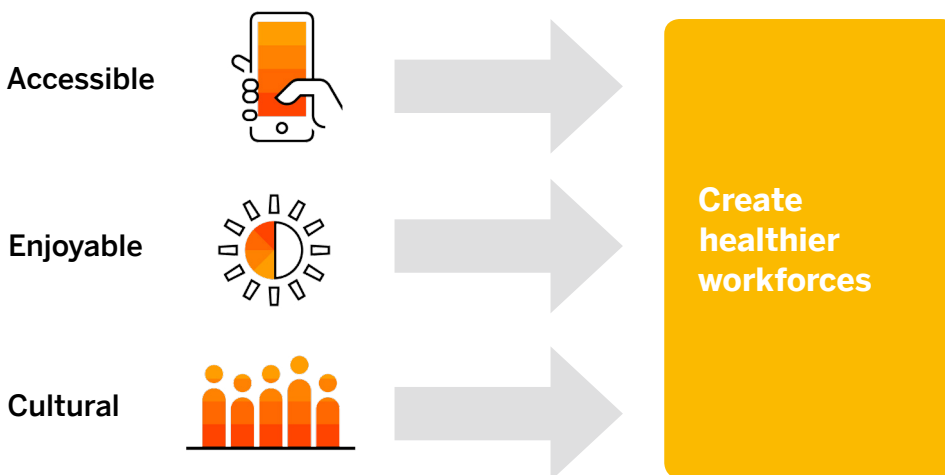 Accessible
Enjoyable
Cultural
Create
healthier
workforces